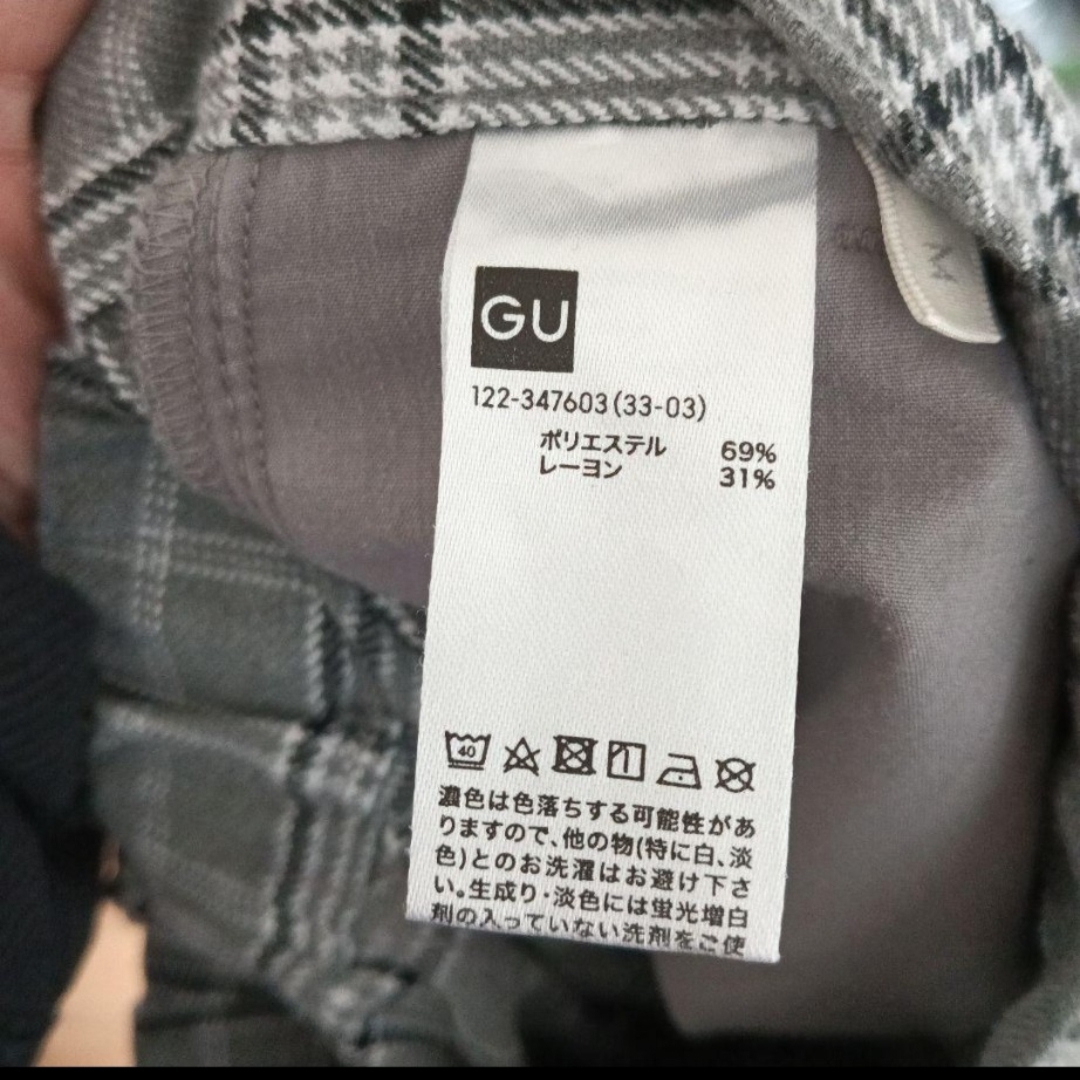 GU
122-347603(33-03)
ポリエステル 69%
レーヨン 31%
M
40
濃色は色落ちする可能性があ
りますので、他の物(特に白、淡
色)とのお洗濯はお避け下さ
い。生成り・淡色には蛍光増白
剤の入っていない洗剤をご使